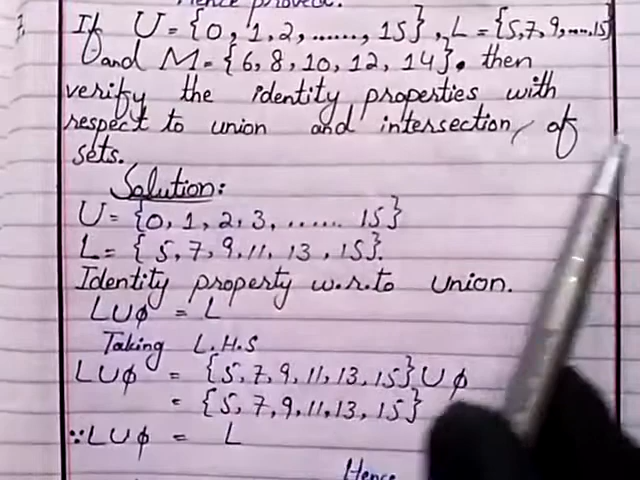 Hence proved.
7. If U = {0, 1, 2, ......, 15}, L = {5, 7, 9, ....., 15}
and M = {6, 8, 10, 12, 14}. then
verify the identity properties with
respect to union and intersection of
sets.
Solution:
U = {0, 1, 2, 3, ...... 15}
L = { 5, 7, 9, 11, 13, 15}.
Identity property w.r.to union.
L∪ϕ = L
Taking L.H.S
L∪ϕ = {5, 7, 9, 11, 13, 15}∪ϕ
= {5, 7, 9, 11, 13, 15}
∵L∪ϕ = L
Hence